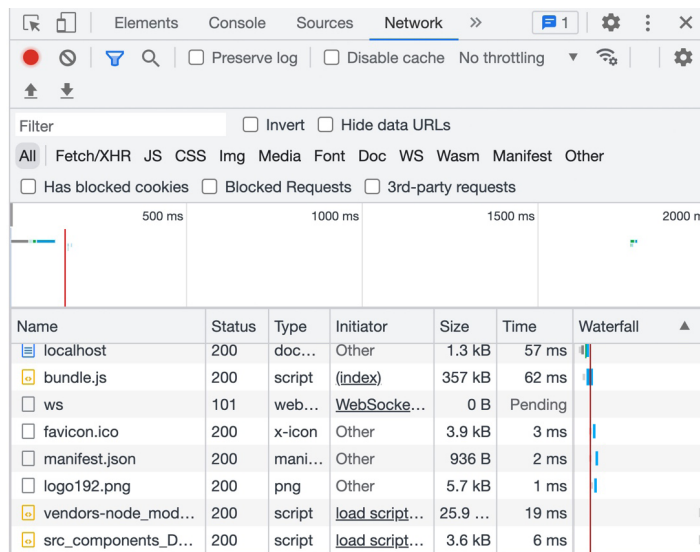 Elements Console Sources Network » 1
Preserve log Disable cache No throttling
Filter Invert Hide data URLs
All Fetch/XHR JS CSS Img Media Font Doc WS Wasm Manifest Other
Has blocked cookies Blocked Requests 3rd-party requests
500 ms 1000 ms 1500 ms 2000 m
Name Status Type Initiator Size Time Waterfall
localhost 200 doc... Other 1.3 kB 57 ms
bundle.js 200 script (index) 357 kB 62 ms
ws 101 web... WebSocke... 0 B Pending
favicon.ico 200 x-icon Other 3.9 kB 3 ms
manifest.json 200 mani... Other 936 B 2 ms
logo192.png 200 png Other 5.7 kB 1 ms
vendors-node_mod... 200 script load script... 25.9 ... 19 ms
src_components_D... 200 script load script... 3.6 kB 6 ms